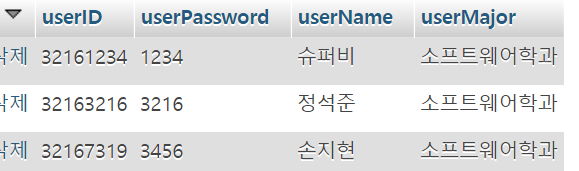 userID userPassword userName userMajor
삭제 32161234 1234 슈퍼비 소프트웨어학과
삭제 32163216 3216 정석준 소프트웨어학과
삭제 32167319 3456 손지현 소프트웨어학과